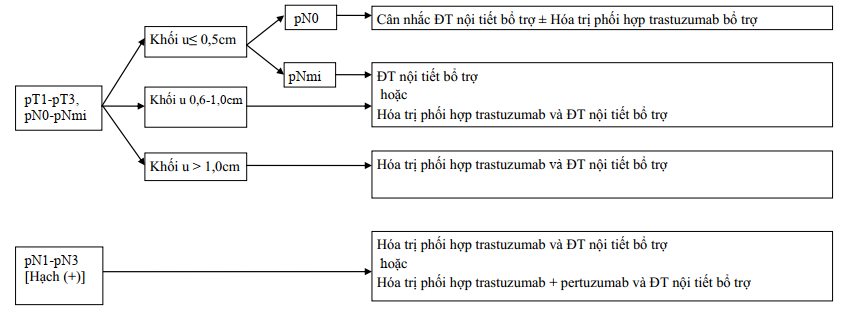 pT1-pT3,
pN0-pNmi
Khối u≤ 0,5cm
pN0
Cân nhắc ĐT nội tiết bổ trợ ± Hóa trị phối hợp trastuzumab bổ trợ
pNmi
ĐT nội tiết bổ trợ
hoặc
Hóa trị phối hợp trastuzumab và ĐT nội tiết bổ trợ
Khối u 0,6-1,0cm
Khối u > 1,0cm
Hóa trị phối hợp trastuzumab và ĐT nội tiết bổ trợ
pN1-pN3
[Hạch (+)]
Hóa trị phối hợp trastuzumab và ĐT nội tiết bổ trợ
hoặc
Hóa trị phối hợp trastuzumab + pertuzumab và ĐT nội tiết bổ trợ